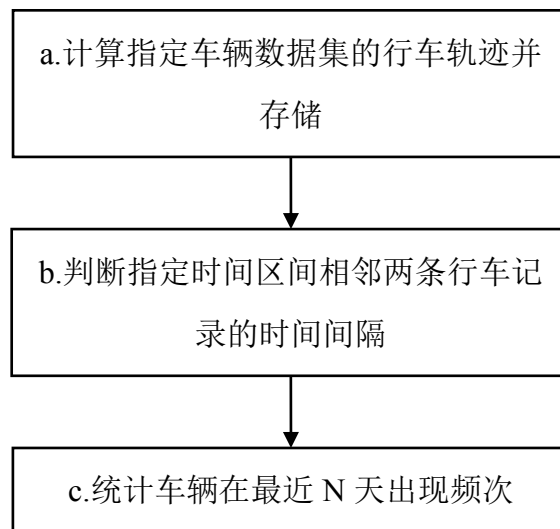 a.计算指定车辆数据集的行车轨迹并
存储
b.判断指定时间区间相邻两条行车记
录的时间间隔
c.统计车辆在最近 N 天出现频次